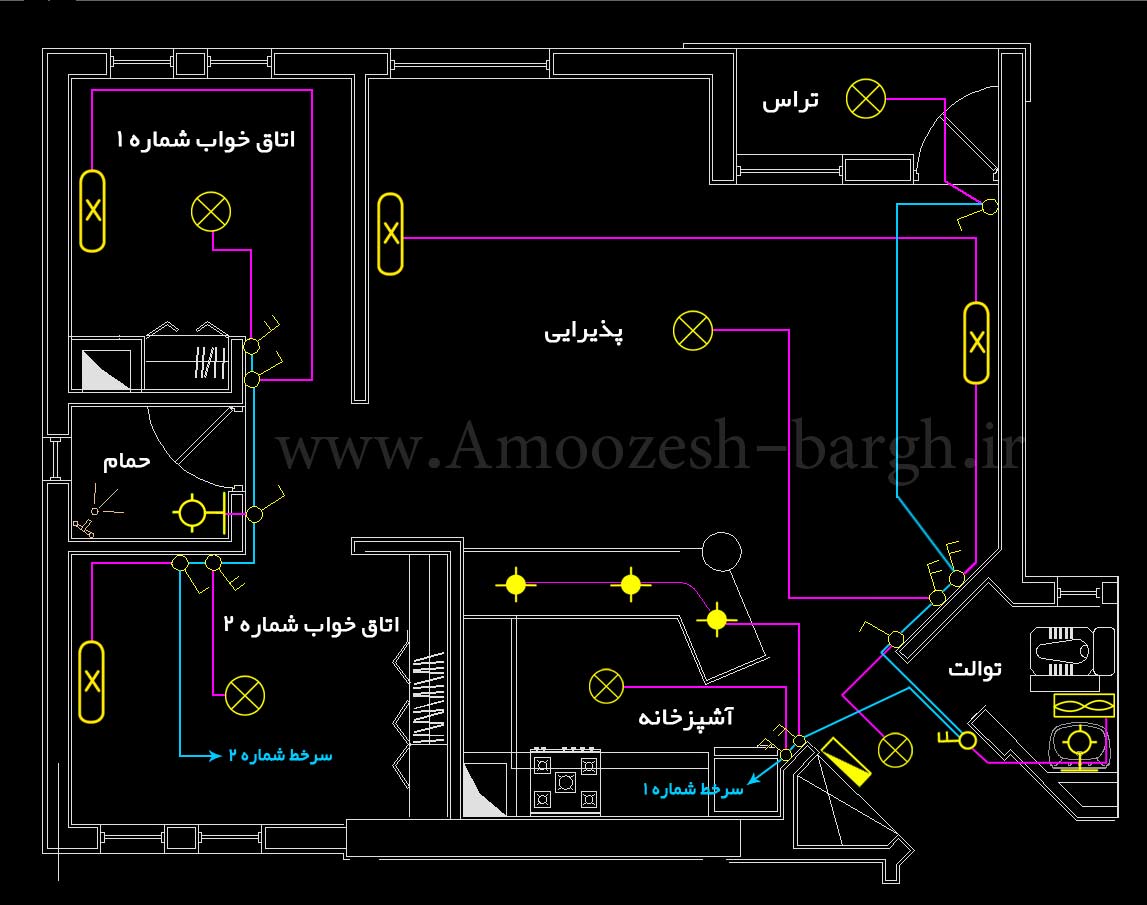 تراس
اتاق خواب شماره ۱
پذیرایی
www.Amoozesh-bargh.ir
حمام
اتاق خواب شماره ۲
توالت
آشپزخانه
سرخط شماره ۲
سرخط شماره ۱